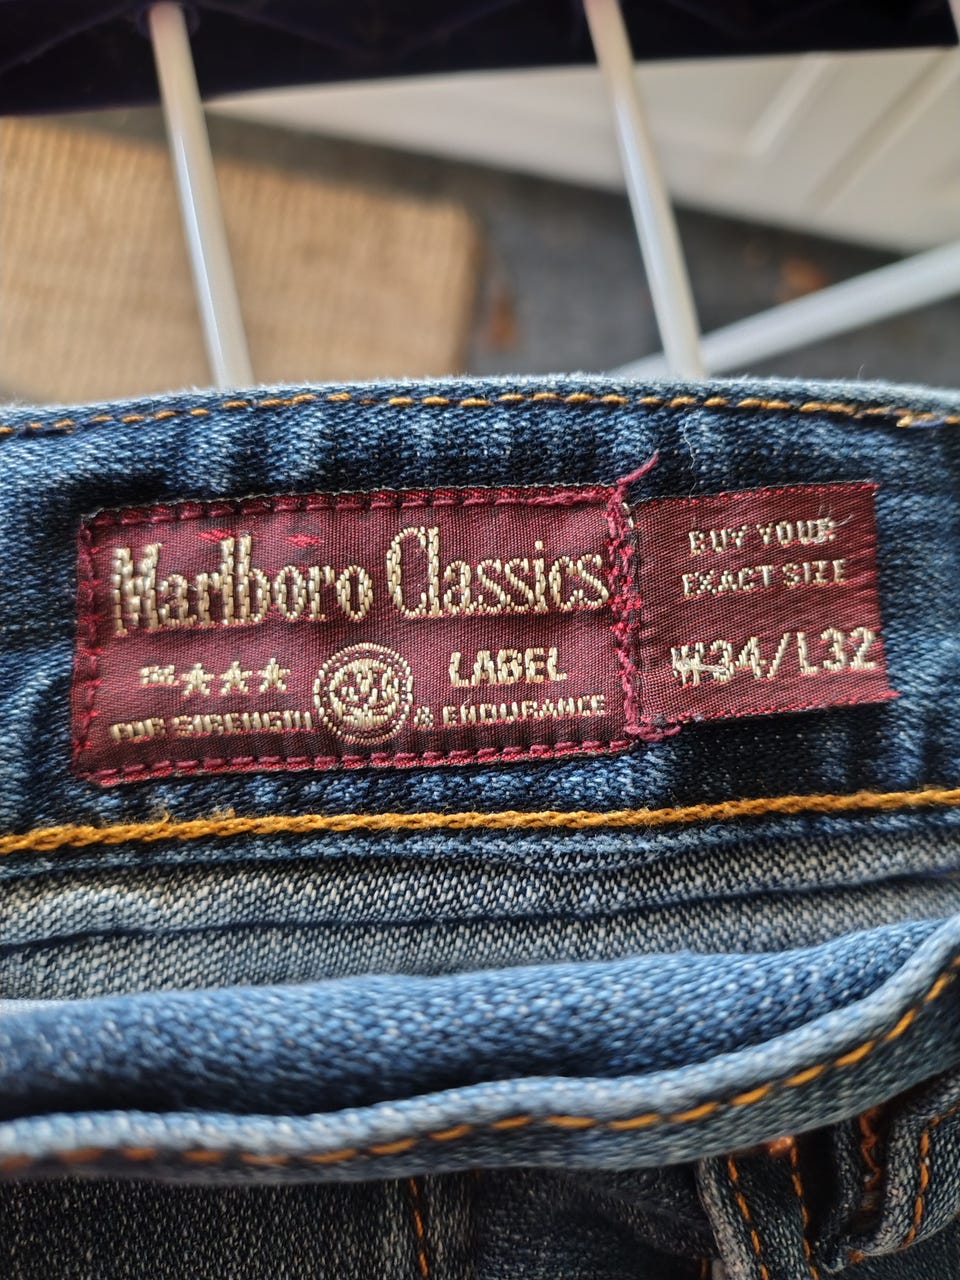 Marlboro Classics
★★★ LABEL
FOR STRENGTH & ENDURANCE
BUY YOUR
EXACT SIZE
W34/L32